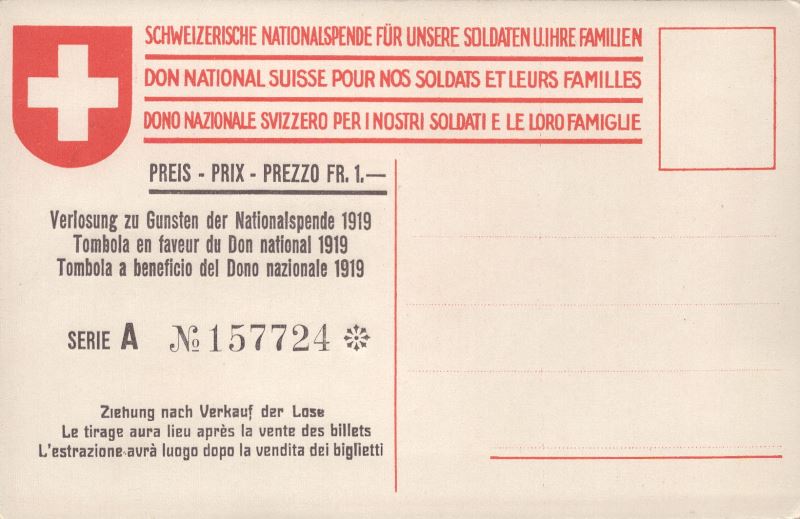 SCHWEIZERISCHE NATIONALSPENDE FÜR UNSERE SOLDATEN U.IHRE FAMILIEN
DON NATIONAL SUISSE POUR NOS SOLDATS ET LEURS FAMILLES
DONO NAZIONALE SVIZZERO PER I NOSTRI SOLDATI E LE LORO FAMIGLIE
PREIS - PRIX - PREZZO FR. 1.—
Verlosung zu Gunsten der Nationalspende 1919
Tombola en faveur du Don national 1919
Tombola a beneficio del Dono nazionale 1919
SERIE A № 157724
Ziehung nach Verkauf der Lose
Le tirage aura lieu après la vente des billets
L'estrazione avrà luogo dopo la vendita dei biglietti